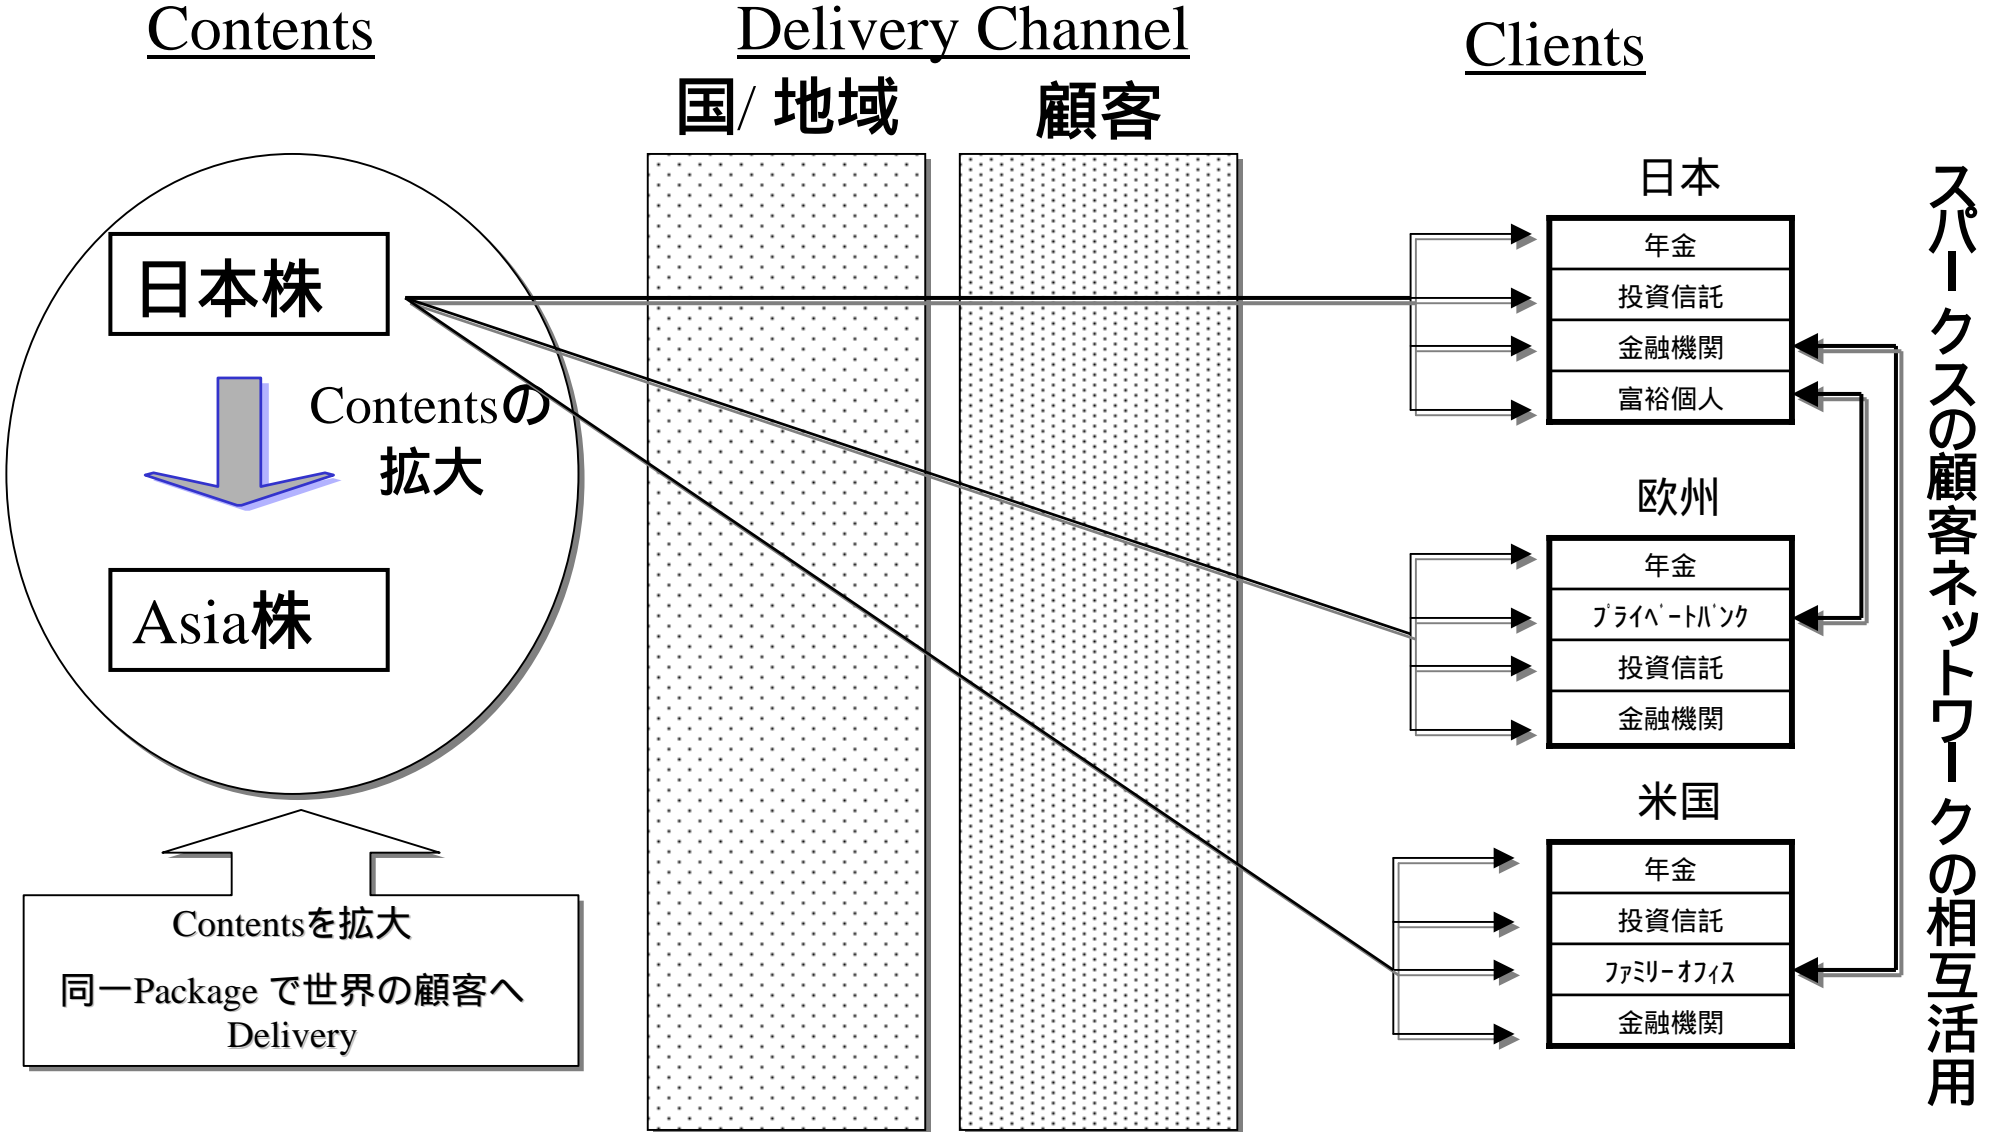 Contents
Delivery Channel
Clients
国/ 地域
顧客
日本株
Contentsの
拡大
Asia株
Contentsを拡大
同一Package で世界の顧客へ
Delivery
日本
年金
投資信託
金融機関
富裕個人
欧州
年金
ﾌﾟﾗｲﾍﾞｰﾄﾊﾞﾝｸ
投資信託
金融機関
米国
年金
投資信託
ﾌｧﾐﾘｰｵﾌｨｽ
金融機関
スパークスの顧客ネットワークの相互活用